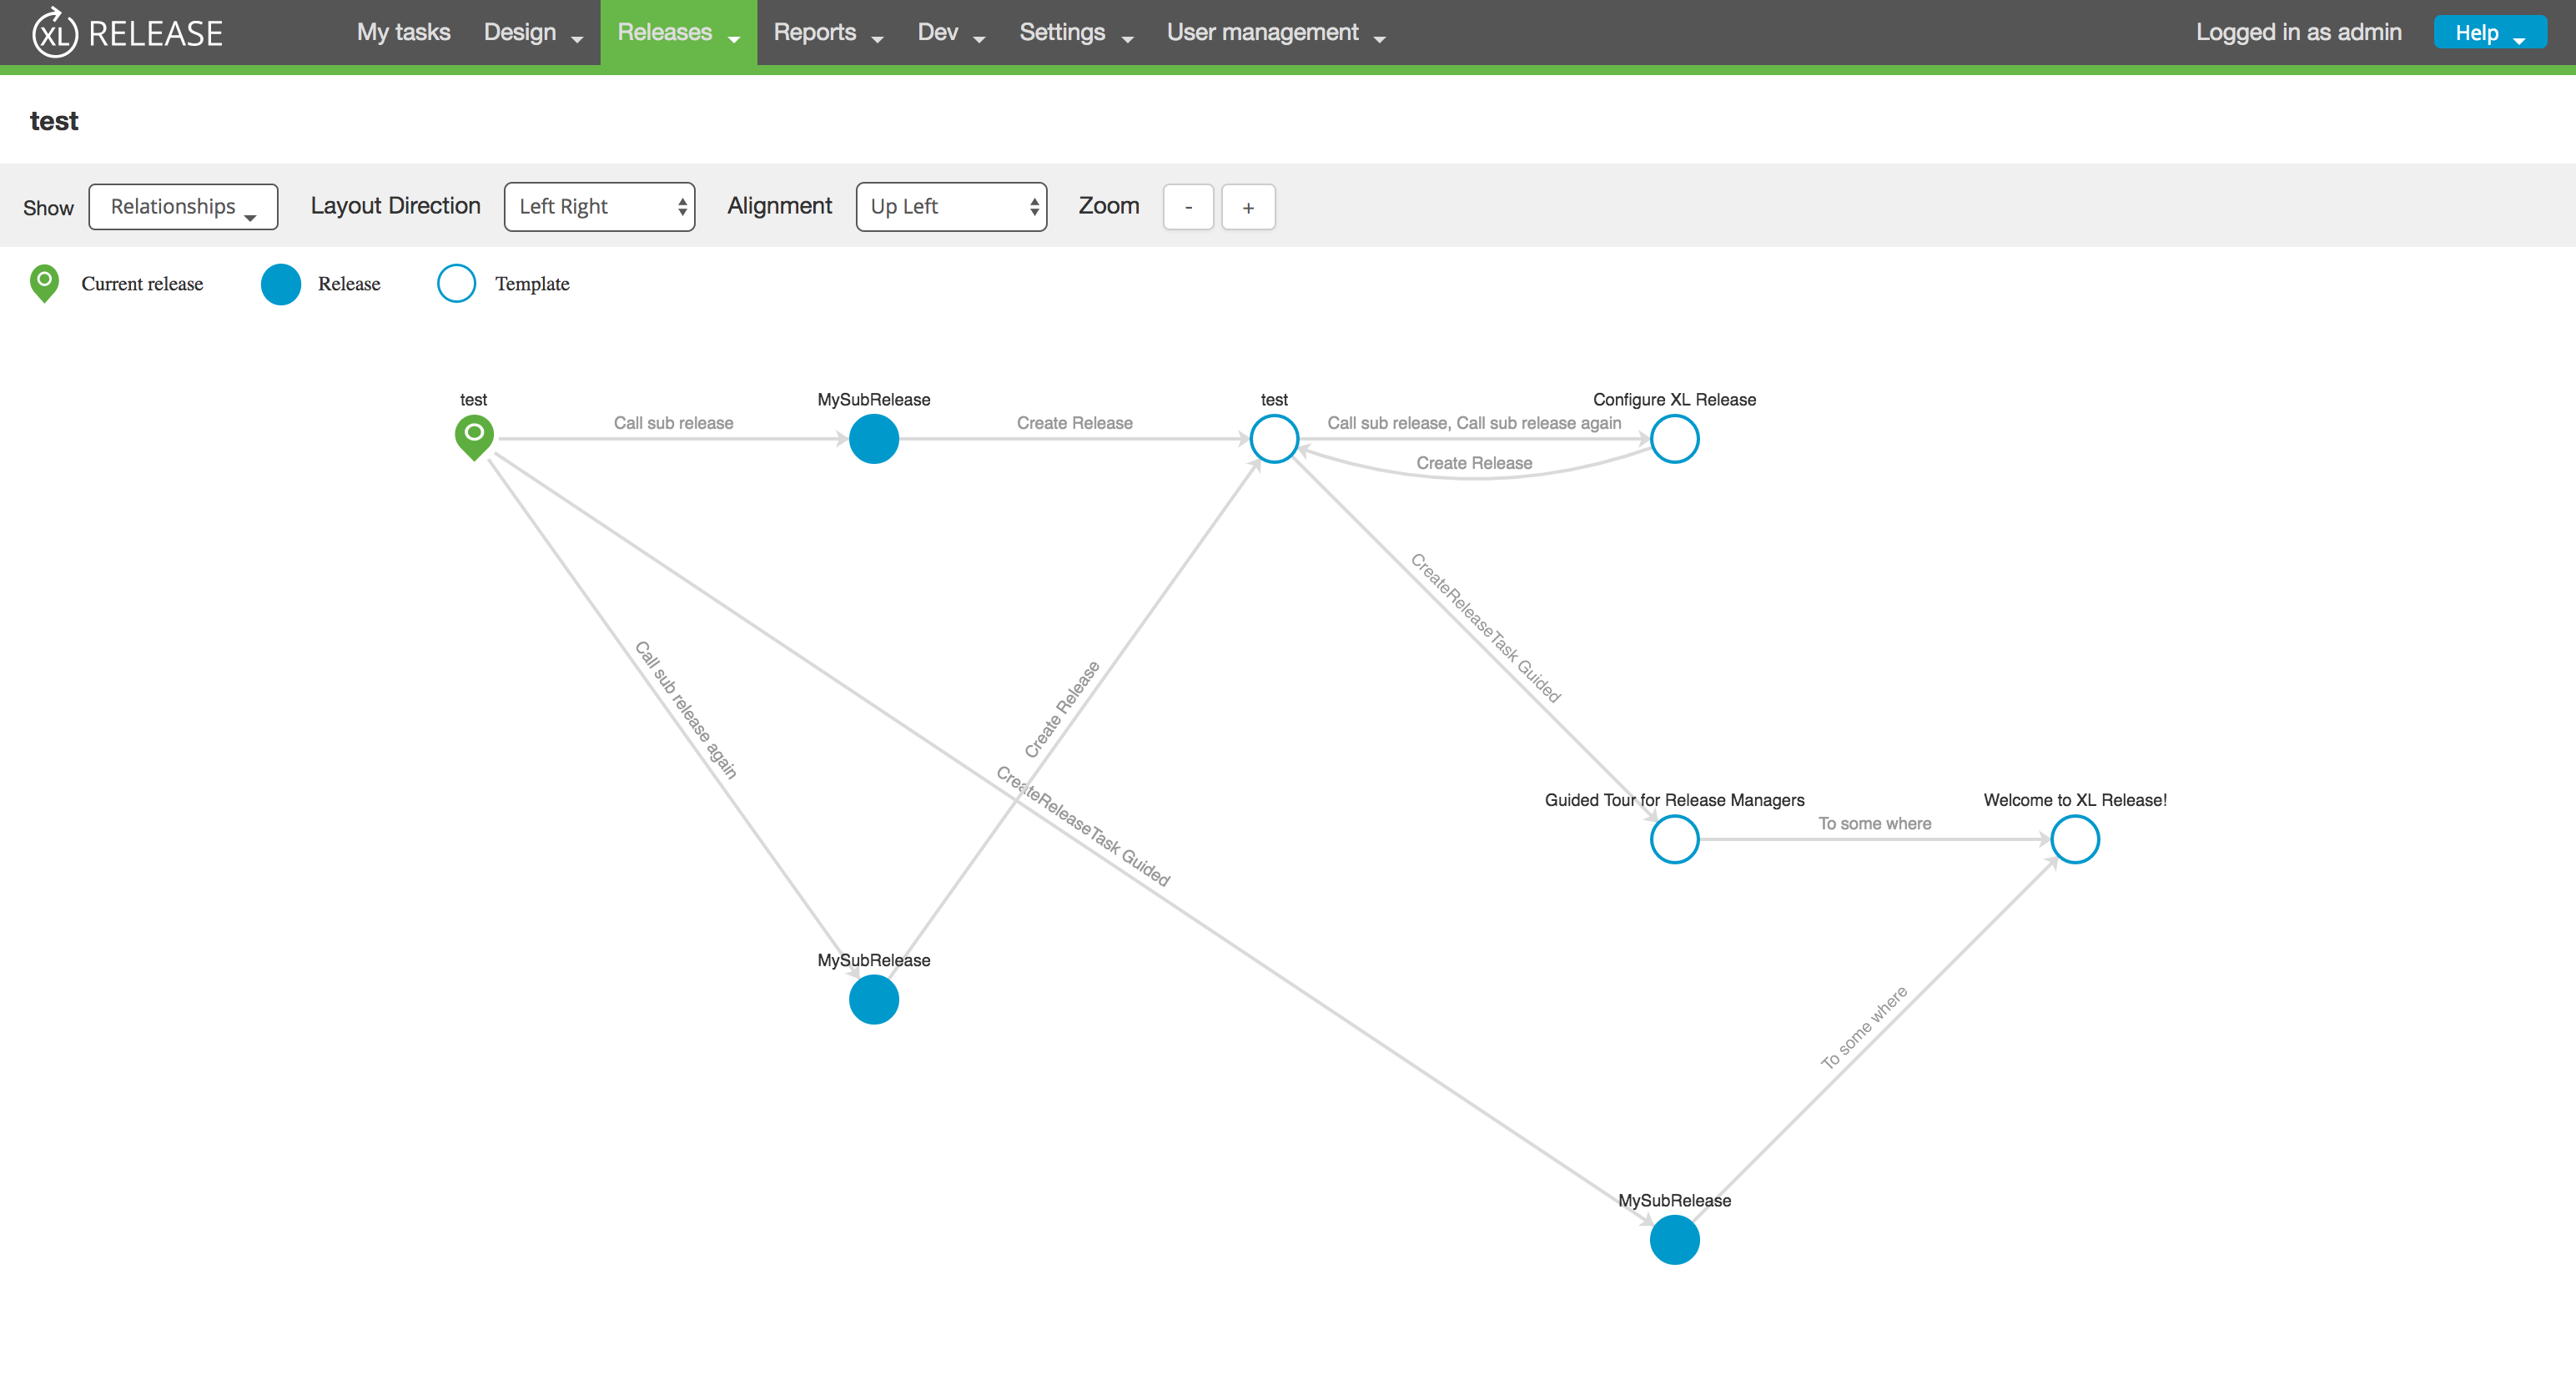 XL RELEASE
My tasks Design Releases Reports Dev Settings User management Logged in as admin Help
test
Show Relationships Layout Direction Left Right Alignment Up Left Zoom - +
Current release Release Template
test MySubRelease test Configure XL Release
Call sub release Create Release Call sub release, Call sub release again
Create Release
CreateReleaseTask Guided
Call sub release again
Create Release
CreateReleaseTask Guided
Guided Tour for Release Managers Welcome to XL Release!
To some where
MySubRelease
To some where
MySubRelease